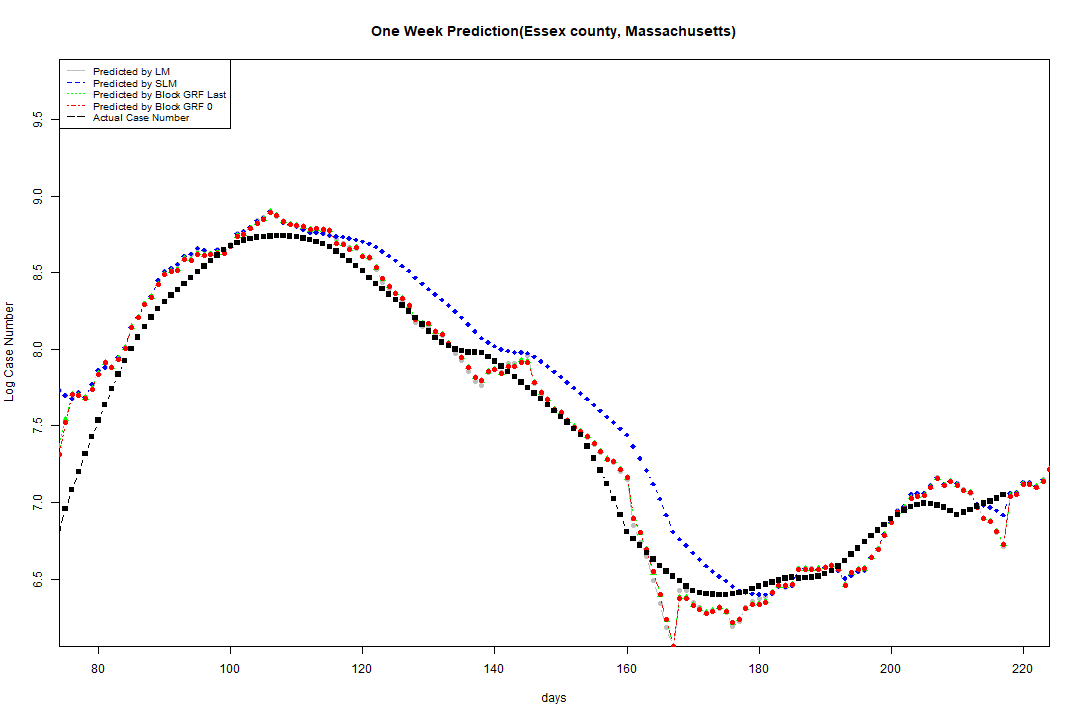 One Week Prediction(Essex county, Massachusetts)
Predicted by LM
Predicted by SLM
Predicted by Block GRF Last
Predicted by Block GRF 0
Actual Case Number
9.5
9.0
8.5
8.0
7.5
7.0
6.5
Log Case Number
80 100 120 140 160 180 200 220
days